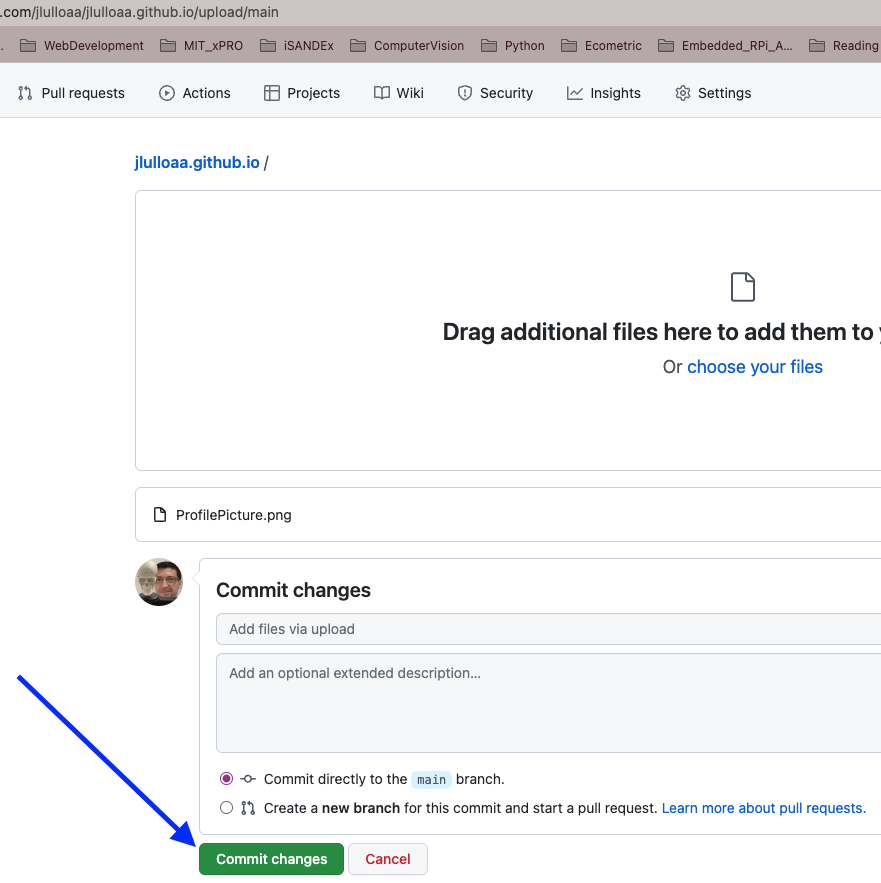 .com/jlulloaa/jlulloaa.github.io/upload/main
WebDevelopment MIT_xPRO iSANDEx ComputerVision Python Ecometric Embedded_RPi_A... Reading
Pull requests Actions Projects Wiki Security Insights Settings
jlulloaa.github.io /
Drag additional files here to add them to
Or choose your files
ProfilePicture.png
Commit changes
Add files via upload
Add an optional extended description...
Commit directly to the main branch.
Create a new branch for this commit and start a pull request. Learn more about pull requests.
Commit changes Cancel